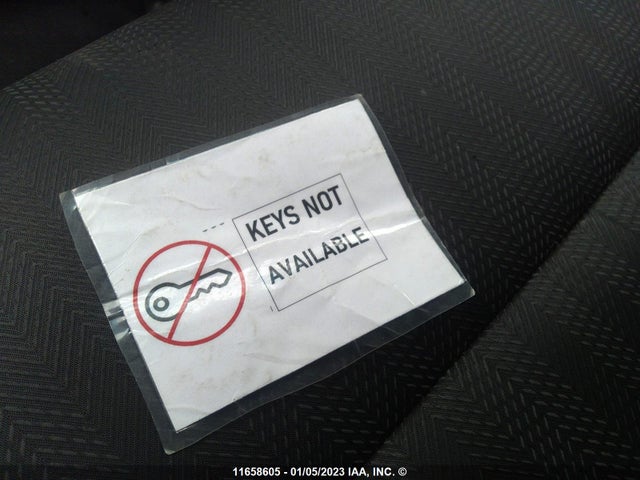 KEYS NOT
AVAILABLE
11658605 - 01/05/2023 IAA, INC. ©